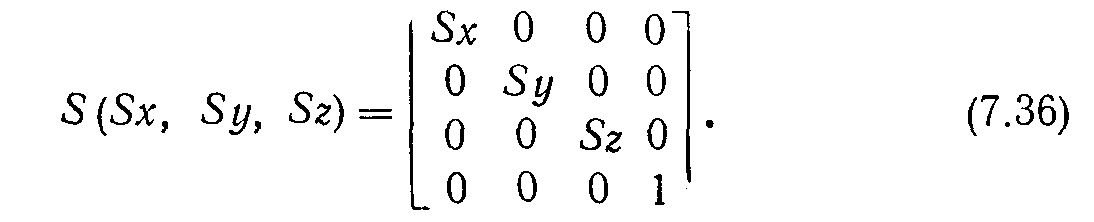 Sx 0 0 0
0 Sy 0 0
S (Sx, Sy, Sz) = . (7.36)
0 0 Sz 0
0 0 0 1